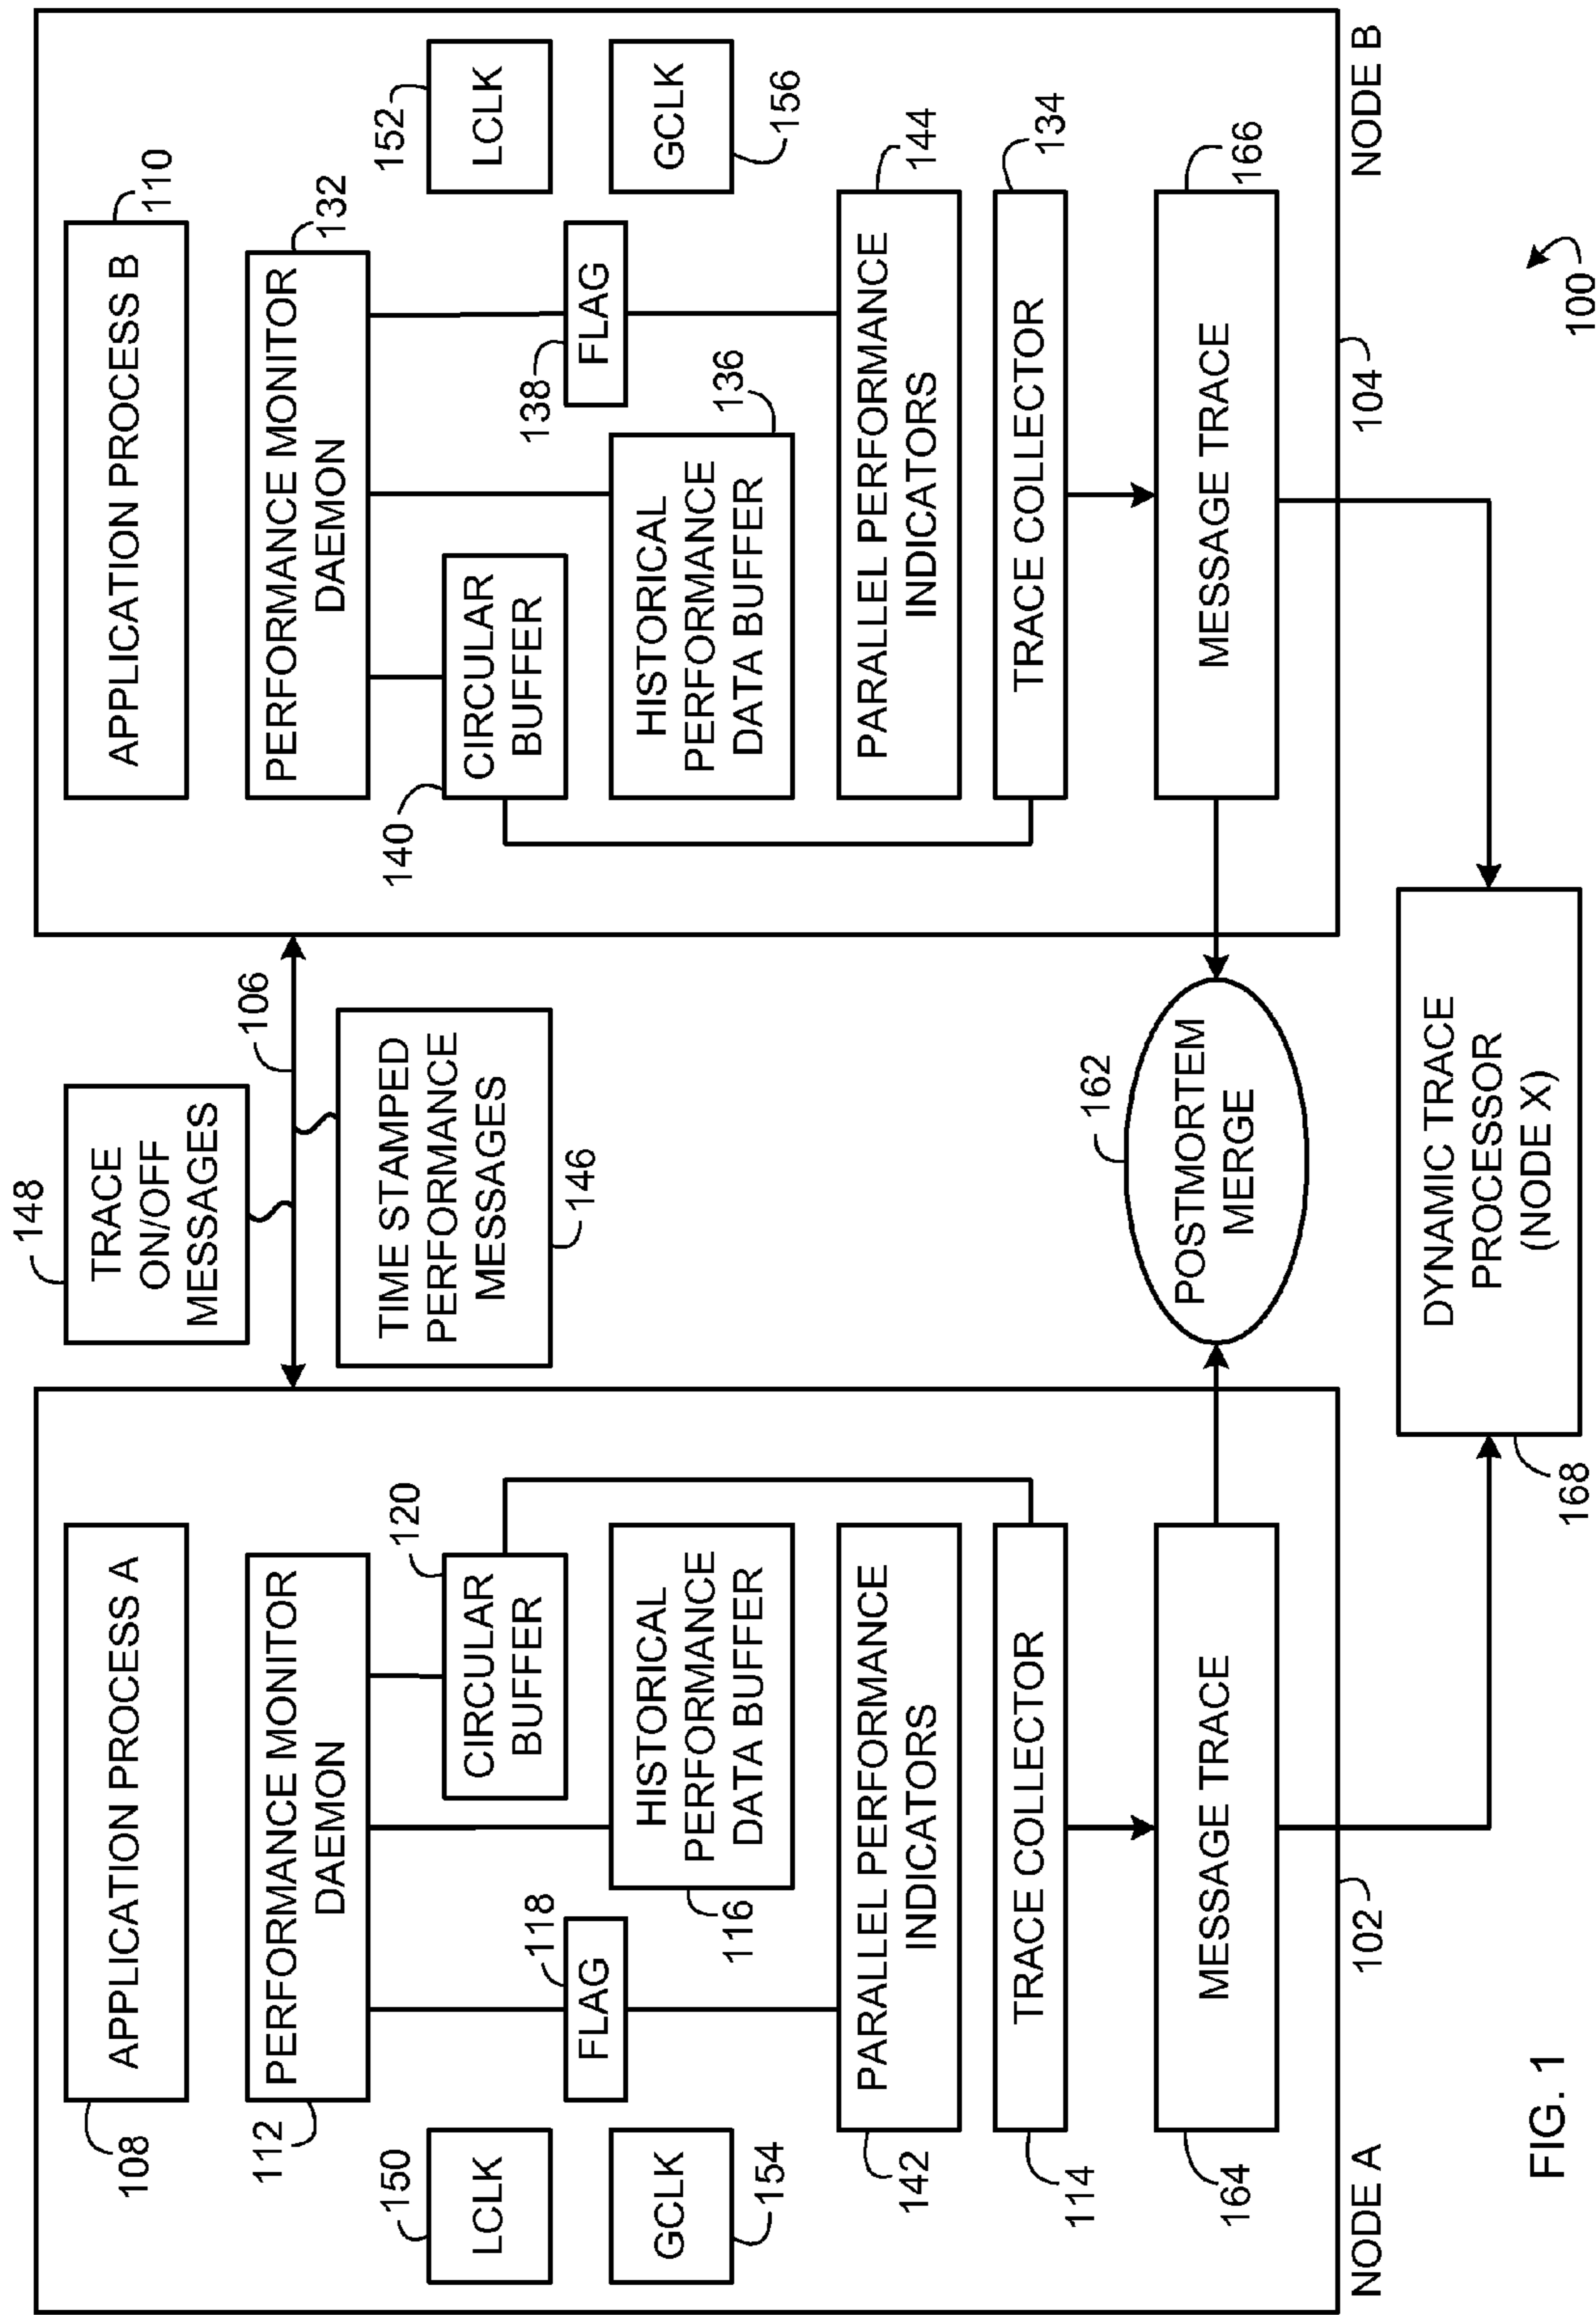 148
TRACE
ON/OFF
MESSAGES
106
TIME STAMPED
PERFORMANCE
MESSAGES
146
APPLICATION PROCESS A
108
PERFORMANCE MONITOR
DAEMON
112
120
CIRCULAR
BUFFER
150
LCLK
118
FLAG
HISTORICAL
PERFORMANCE
DATA BUFFER
116
GCLK
154
PARALLEL PERFORMANCE
INDICATORS
142
TRACE COLLECTOR
114
MESSAGE TRACE
164
NODE A
102
APPLICATION PROCESS B
110
PERFORMANCE MONITOR
DAEMON
132
140
CIRCULAR
BUFFER
152
LCLK
138
FLAG
HISTORICAL
PERFORMANCE
DATA BUFFER
136
GCLK
156
PARALLEL PERFORMANCE
INDICATORS
144
TRACE COLLECTOR
134
MESSAGE TRACE
166
104
NODE B
162
POSTMORTEM
MERGE
DYNAMIC TRACE
PROCESSOR
(NODE X)
168
100
FIG. 1